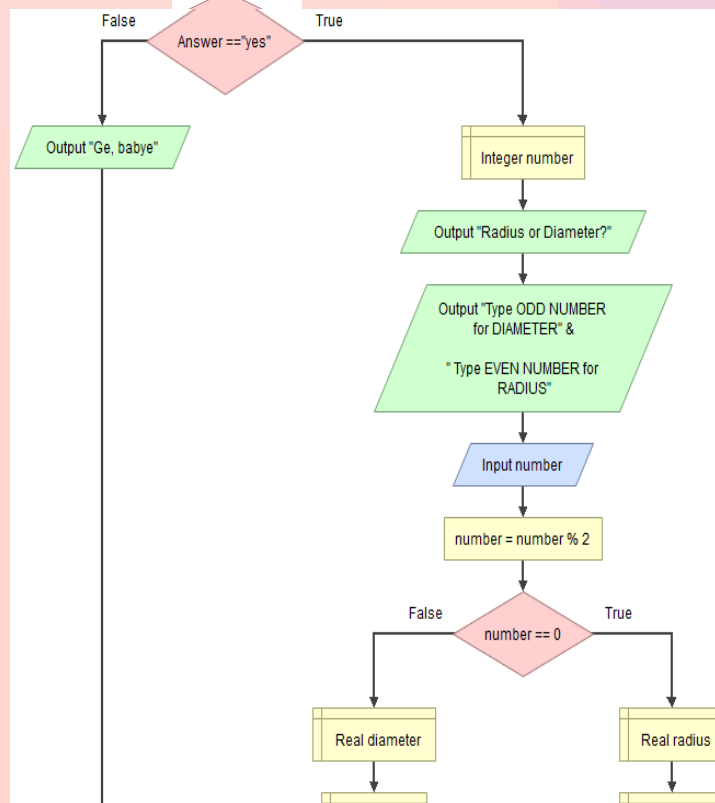 False
True
Answer =="yes"
Output "Ge, babye"
Integer number
Output "Radius or Diameter?"
Output "Type ODD NUMBER
for DIAMETER" &
" Type EVEN NUMBER for
RADIUS"
Input number
number = number % 2
False
True
number == 0
Real diameter
Real radius